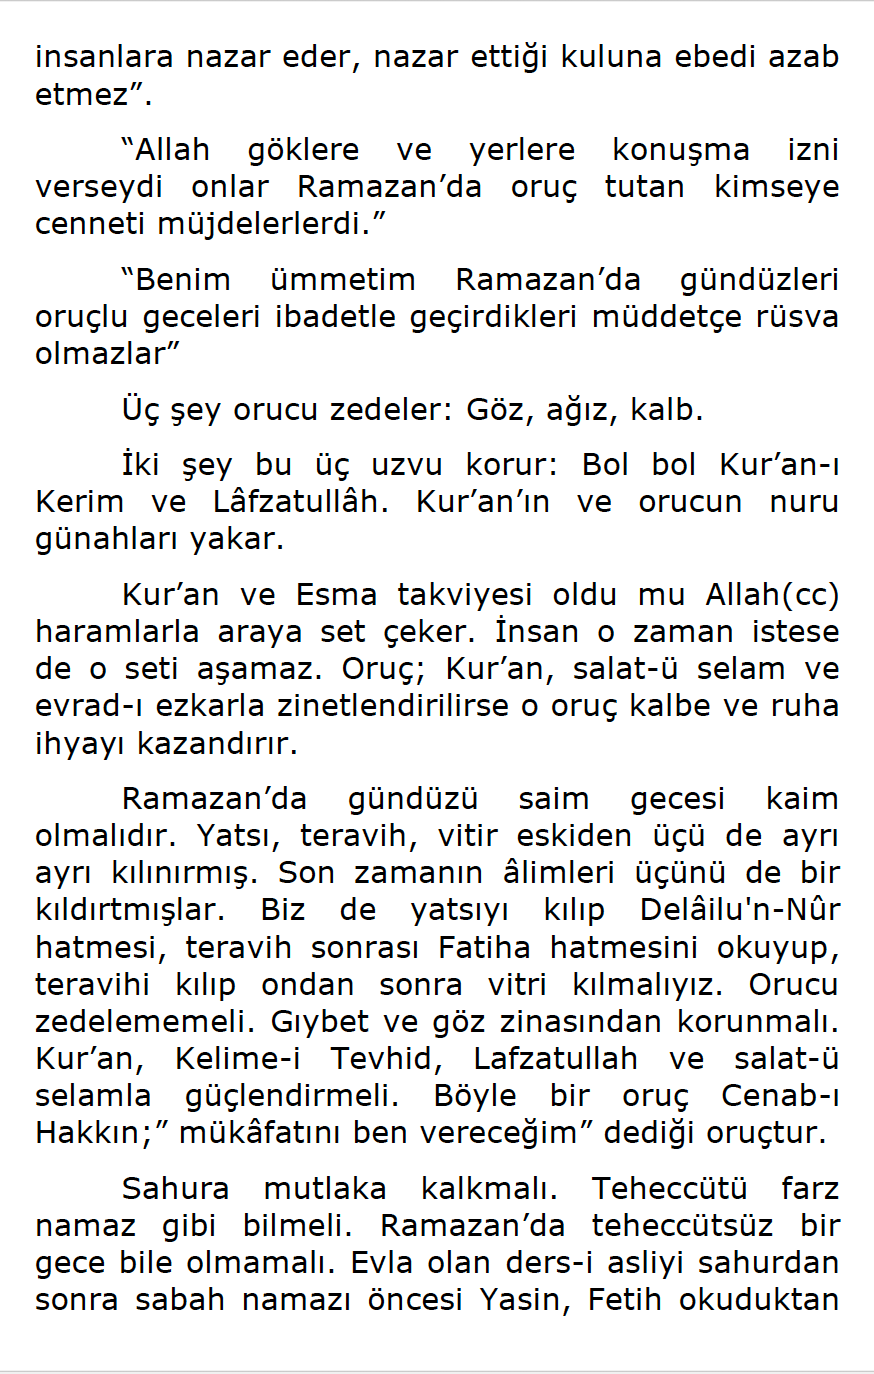 insanlara nazar eder, nazar ettiği kuluna ebedi azab
etmez”.
“Allah göklere ve yerlere konuşma izni
verseydi onlar Ramazan’da oruç tutan kimseye
cenneti müjdelerlerdi.”
“Benim ümmetim Ramazan’da gündüzleri
oruçlu geceleri ibadetle geçirdikleri müddetçe rüsva
olmazlar”
Üç şey orucu zedeler: Göz, ağız, kalb.
İki şey bu üç uzvu korur: Bol bol Kur’an-ı
Kerim ve Lâfzatullâh. Kur’an’ın ve orucun nuru
günahları yakar.
Kur’an ve Esma takviyesi oldu mu Allah(cc)
haramlarla araya set çeker. İnsan o zaman istese
de o seti aşamaz. Oruç; Kur’an, salat-ü selam ve
evrad-ı ezkarla zinetlendirilirse o oruç kalbe ve ruha
ihyayı kazandırır.
Ramazan’da gündüzü saim gecesi kaim
olmalıdır. Yatsı, teravih, vitir eskiden üçü de ayrı
ayrı kılınırmış. Son zamanın âlimleri üçünü de bir
kıldırtmışlar. Biz de yatsıyı kılıp Delâilu'n-Nûr
hatmesi, teravih sonrası Fatiha hatmesini okuyup,
teravihi kılıp ondan sonra vitri kılmalıyız. Orucu
zedelememeli. Gıybet ve göz zinasından korunmalı.
Kur’an, Kelime-i Tevhid, Lafzatullah ve salat-ü
selamla güçlendirmeli. Böyle bir oruç Cenab-ı
Hakkın;” mükâfatını ben vereceğim” dediği oruçtur.
Sahura mutlaka kalkmalı. Teheccütü farz
namaz gibi bilmeli. Ramazan’da teheccütsüz bir
gece bile olmamalı. Evla olan ders-i asliyi sahurdan
sonra sabah namazı öncesi Yasin, Fetih okuduktan